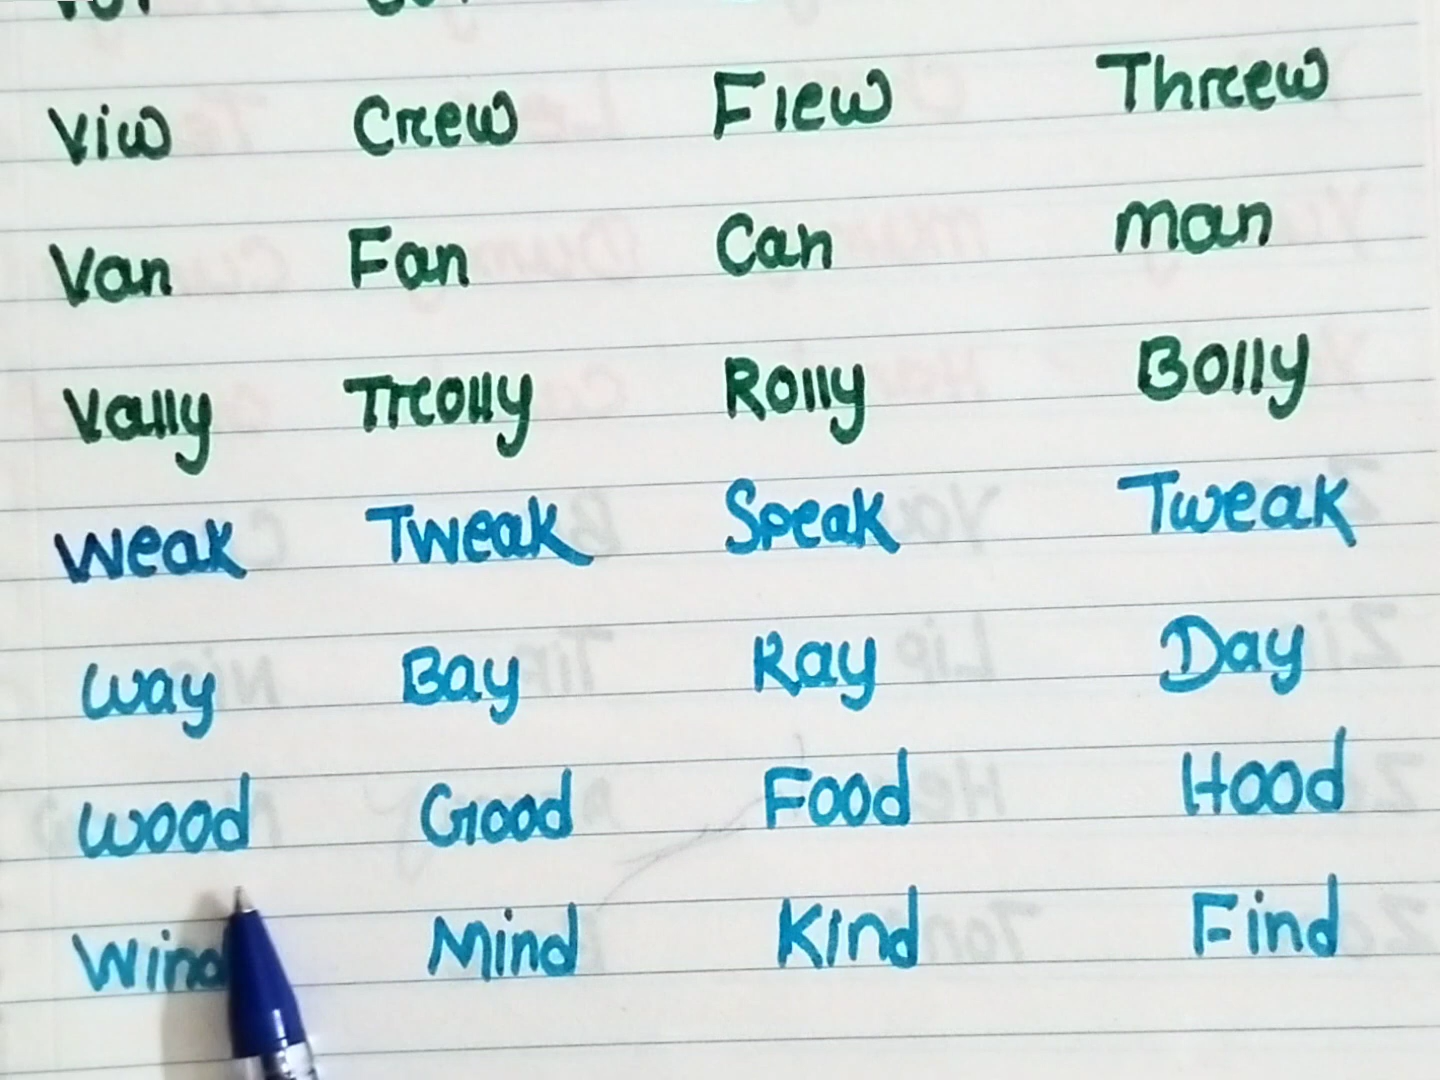 Viw Crew Flew Threw
Van Fan Can man
Vally Trolly Rolly Bolly
weak Tweak Speak Tweak
way Bay Ray Day
wood Good Food Hood
Wind Mind Kind Find